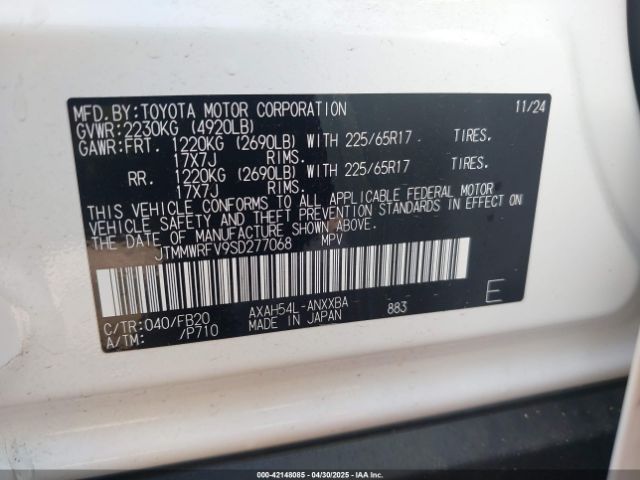 MFD.BY:TOYOTA MOTOR CORPORATION 11/24
GVWR:2230KG (4920LB)
GAWR:FRT. 1220KG (2690LB) WITH 225/65R17 TIRES.
17X7J RIMS.
RR. 1220KG (2690LB) WITH 225/65R17 TIRES.
17X7J RIMS.
THIS VEHICLE CONFORMS TO ALL APPLICABLE FEDERAL MOTOR
VEHICLE SAFETY AND THEFT PREVENTION STANDARDS IN EFFECT ON
THE DATE OF MANUFACTURE SHOWN ABOVE.
JTMMWRFV9SD277068 MPV
C/TR:040/FB20 AXAH54L-ANXXBA 883 E
A/TM: /P710 MADE IN JAPAN
000-42148085 - 04/30/2025 - IAAI.COM